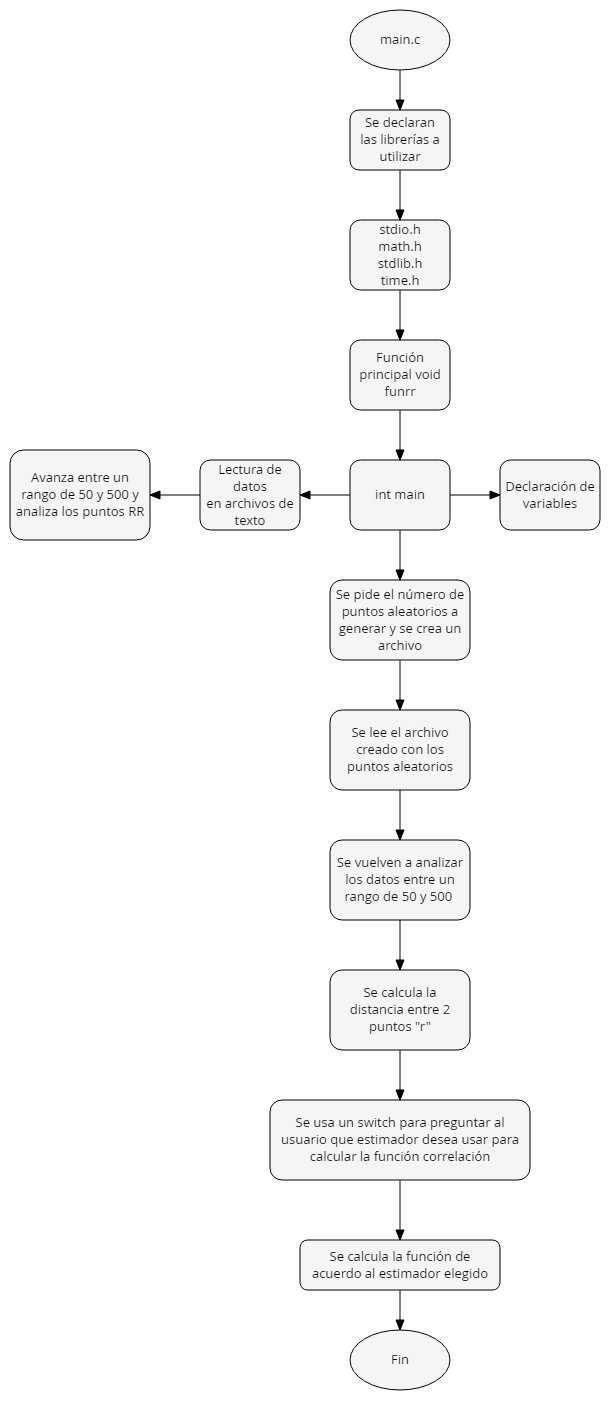 main.c
Se declaran
las librerías a
utilizar
stdio.h
math.h
stdlib.h
time.h
Función
principal void
funrr
Avanza entre un
rango de 50 y 500 y
analiza los puntos RR
Lectura de
datos
en archivos de
texto
int main
Declaración de
variables
Se pide el número de
puntos aleatorios a
generar y se crea un
archivo
Se lee el archivo
creado con los
puntos aleatorios
Se vuelven a analizar
los datos entre un
rango de 50 y 500
Se calcula la
distancia entre 2
puntos "r"
Se usa un switch para preguntar al
usuario que estimador desea usar para
calcular la función correlación
Se calcula la función de
acuerdo al estimador elegido
Fin